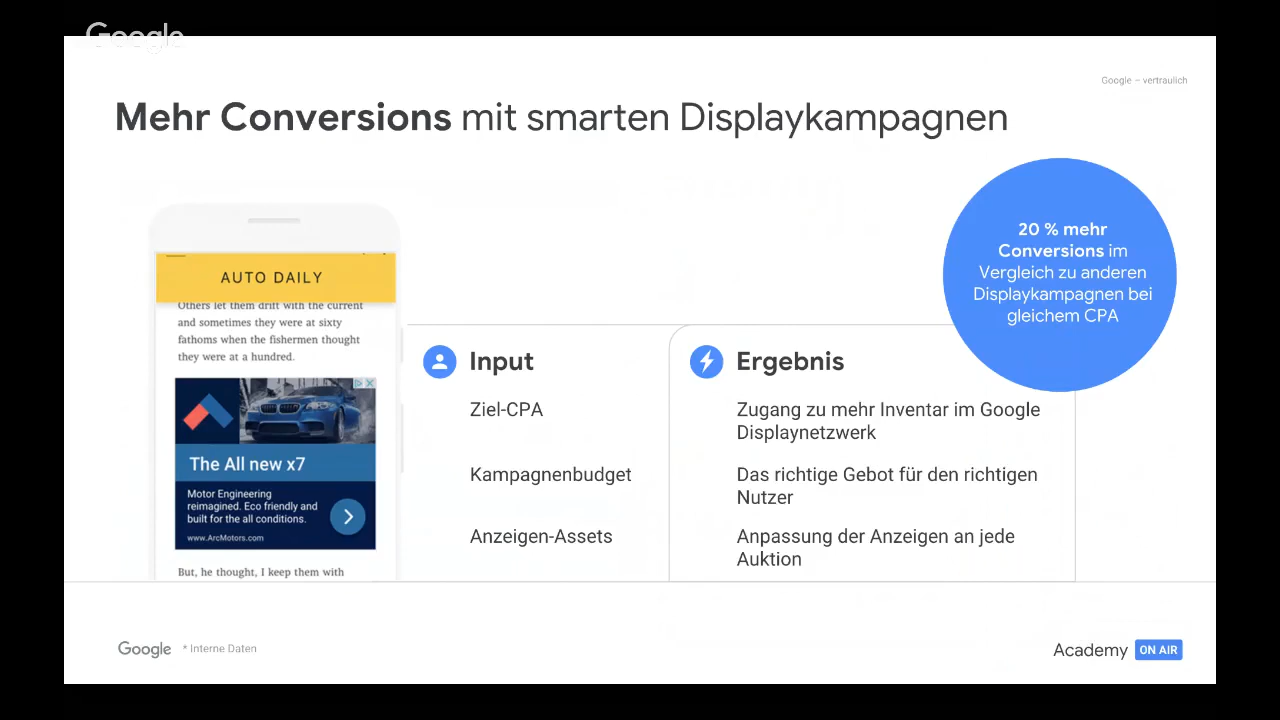 Google
Google – vertraulich
Mehr Conversions mit smarten Displaykampagnen
20 % mehr
Conversions im
Vergleich zu anderen
Displaykampagnen bei
gleichem CPA
AUTO DAILY
Others let them drift with the current
and sometimes they were at sixty
fathoms when the fishermen thought
they were at a hundred.
The All new x7
Motor Engineering
reimagined. Eco friendly and
built for the all conditions.
www.ArcMotors.com
But, he thought, I keep them with
Input
Ziel-CPA
Kampagnenbudget
Anzeigen-Assets
Ergebnis
Zugang zu mehr Inventar im Google
Displaynetzwerk
Das richtige Gebot für den richtigen
Nutzer
Anpassung der Anzeigen an jede
Auktion
Google * Interne Daten
Academy ON AIR